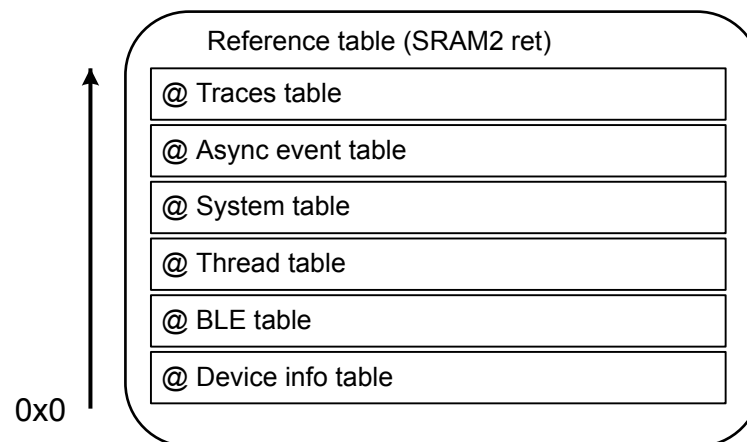 Reference table (SRAM2 ret)
@ Traces table
@ Async event table
@ System table
@ Thread table
@ BLE table
@ Device info table
0x0